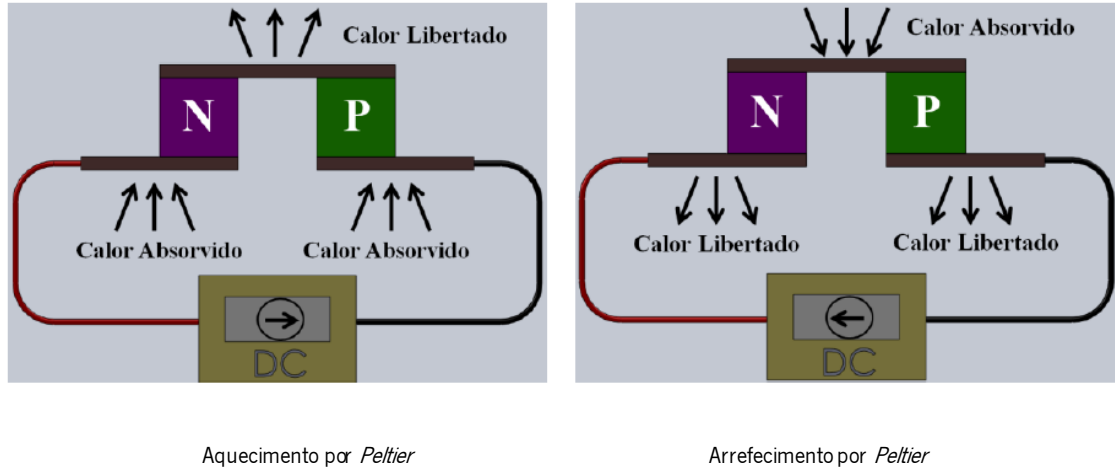 Calor Libertado
N
P
Calor Absorvido
Calor Absorvido
DC
Calor Absorvido
N
P
Calor Libertado
Calor Libertado
DC
Aquecimento por Peltier
Arrefecimento por Peltier